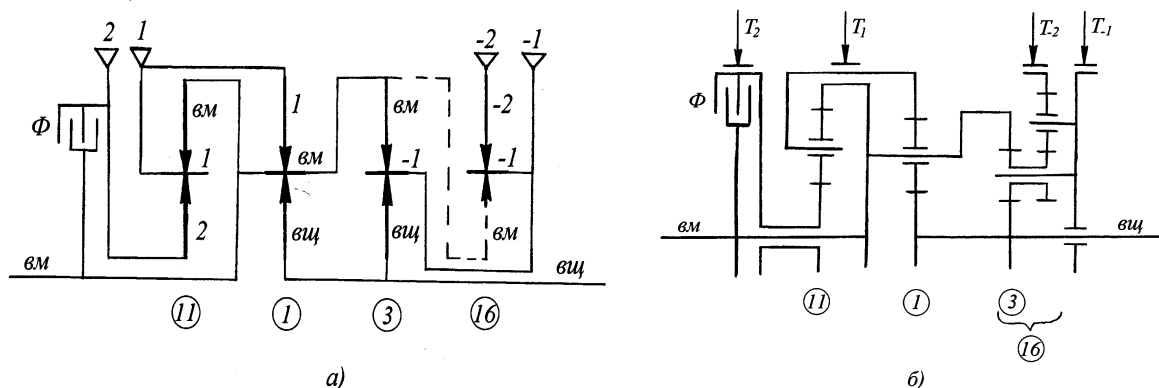 2 1 -2 -1
Ф вм 1 вм -2
1 вм -1 -1
2 вщ вщ вм
вм вщ
11 1 3 16
а)
T2 T1 T-2 T-1
Ф
вм вщ
11 1 3
16
б)